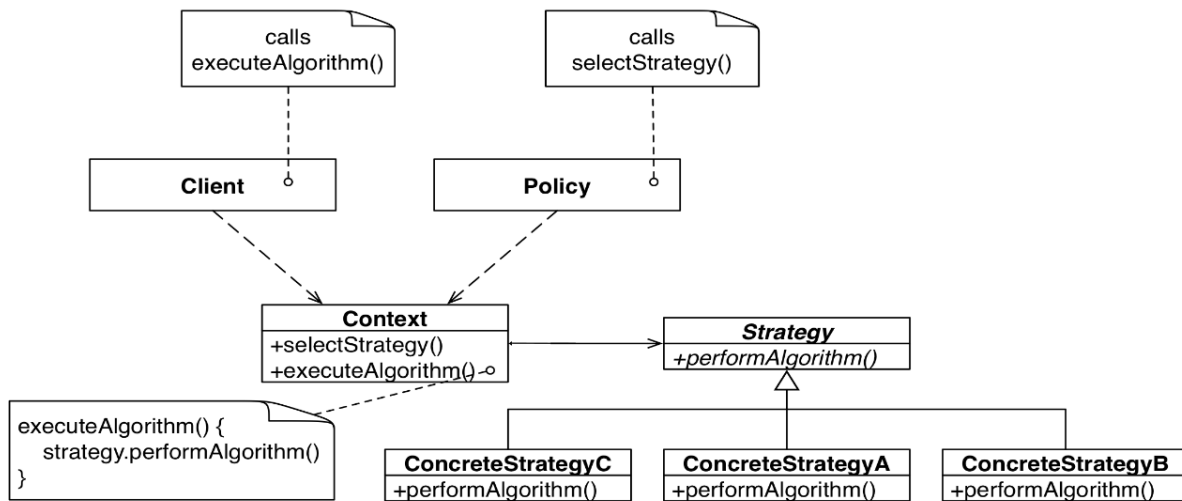 calls
executeAlgorithm()
calls
selectStrategy()
Client
Policy
Context
+selectStrategy()
+executeAlgorithm()
Strategy
+performAlgorithm()
executeAlgorithm() {
strategy.performAlgorithm()
}
ConcreteStrategyC
+performAlgorithm()
ConcreteStrategyA
+performAlgorithm()
ConcreteStrategyB
+performAlgorithm()